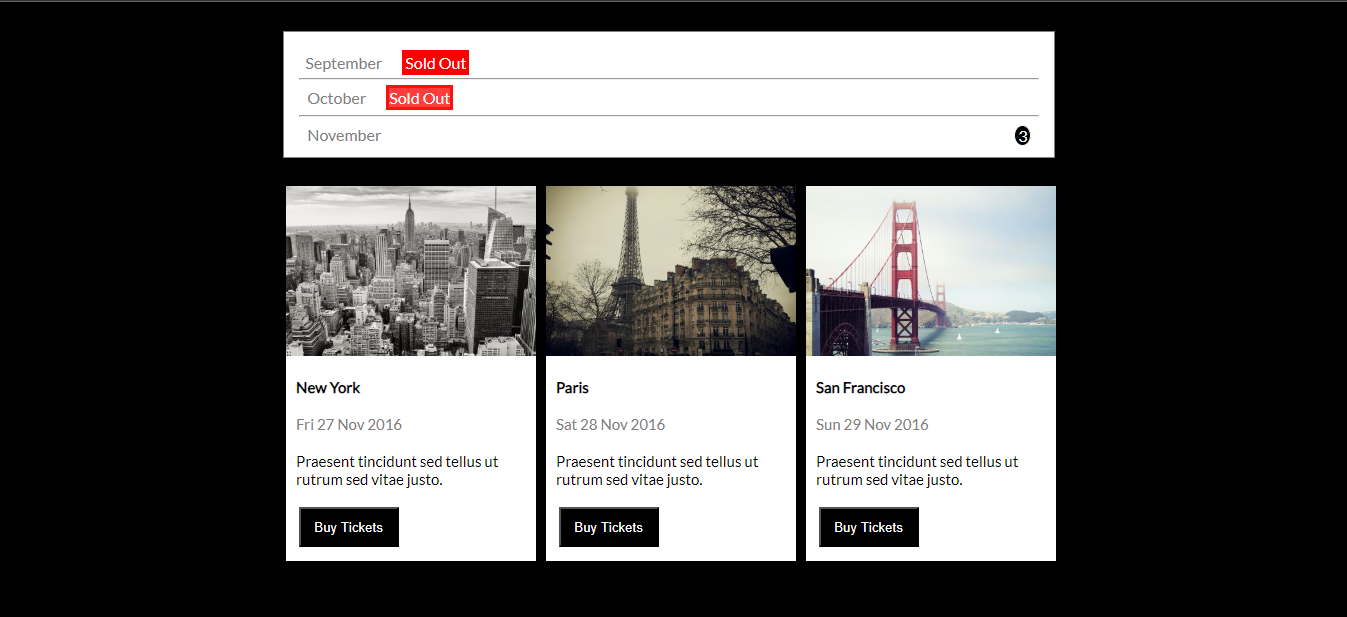 September Sold Out
October Sold Out
November 3
New York
Fri 27 Nov 2016
Praesent tincidunt sed tellus ut
rutrum sed vitae justo.
Buy Tickets
Paris
Sat 28 Nov 2016
Praesent tincidunt sed tellus ut
rutrum sed vitae justo.
Buy Tickets
San Francisco
Sun 29 Nov 2016
Praesent tincidunt sed tellus ut
rutrum sed vitae justo.
Buy Tickets